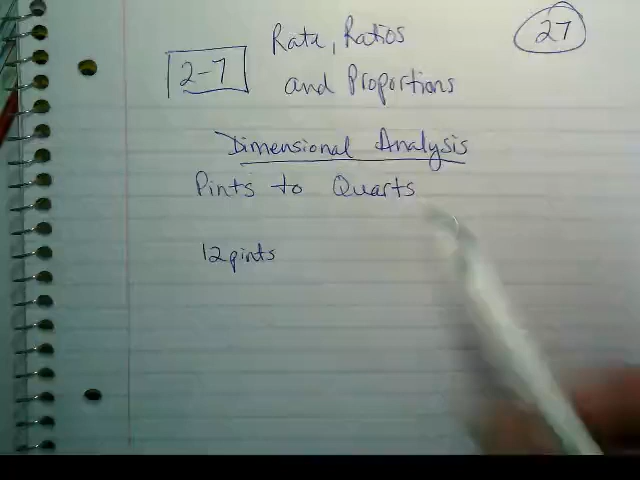 27
2-7
Rate, Ratios
and Proportions
Dimensional Analysis
Pints to Quarts
12 pints